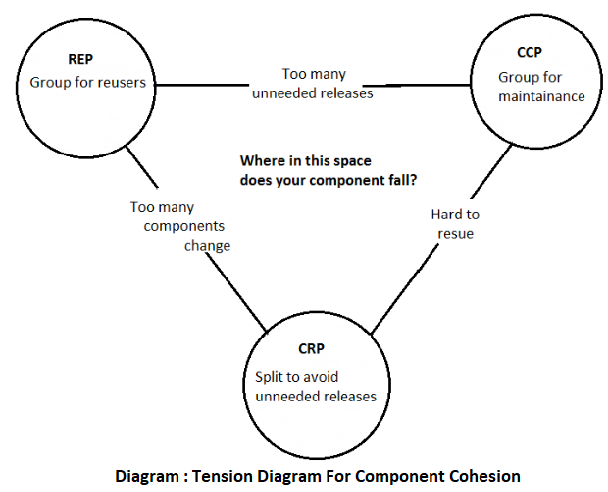 REP
Group for reusers
CCP
Group for
maintainance
Too many
unneeded releases
Where in this space
does your component fall?
Too many
components
change
Hard to
resue
CRP
Split to avoid
unneeded releases
Diagram : Tension Diagram For Component Cohesion